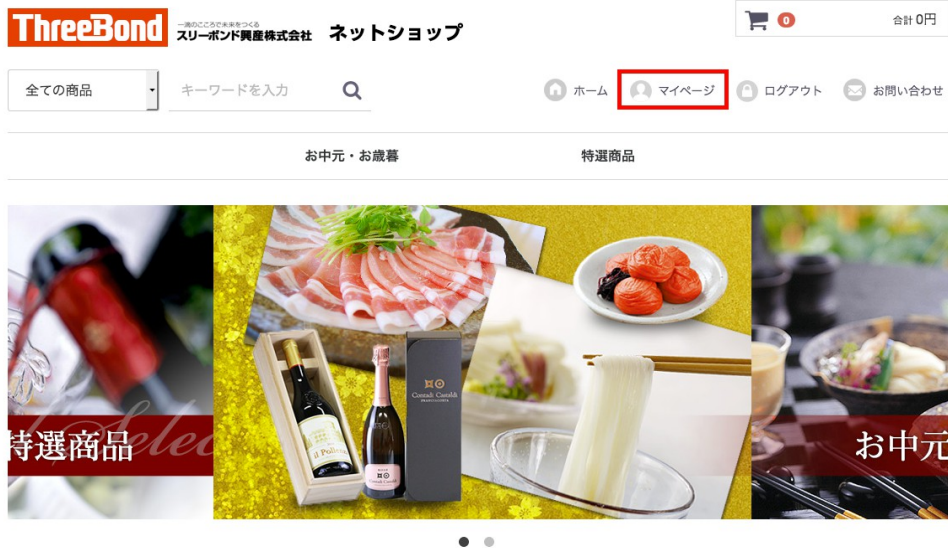 ThreeBond
一滴のこころで未来をつくる
スリーボンド興産株式会社 ネットショップ
0
合計 0円
全ての商品
キーワードを入力
ホーム
マイページ
ログアウト
お問い合わせ
お中元・お歳暮
特選商品
Contadi Castaldi
FRANCIACORTA
il Pollenza
特選商品
Selec
お中元